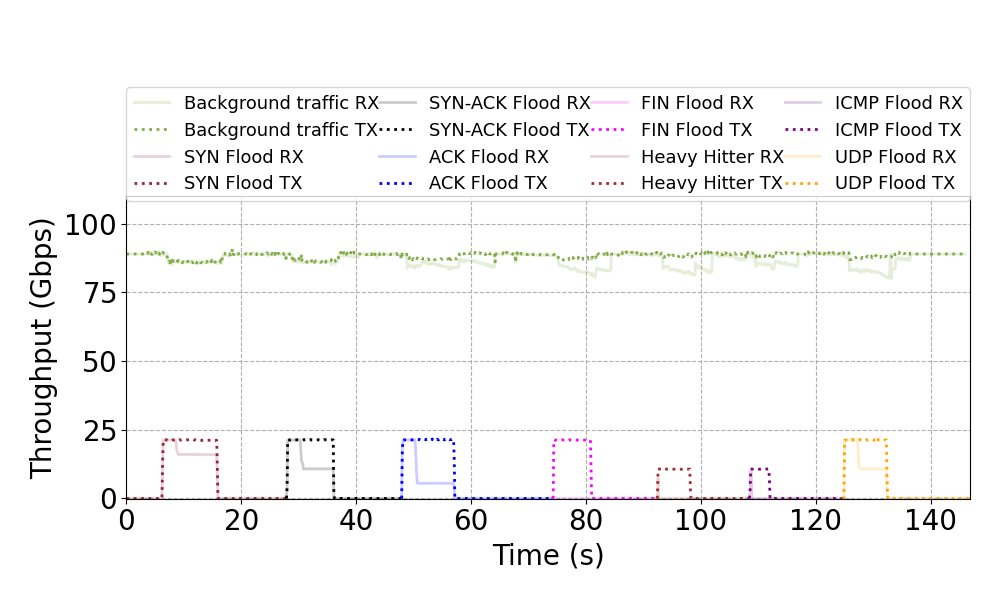 Background traffic RX SYN-ACK Flood RX FIN Flood RX ICMP Flood RX
Background traffic TX SYN-ACK Flood TX FIN Flood TX ICMP Flood TX
SYN Flood RX ACK Flood RX Heavy Hitter RX UDP Flood RX
SYN Flood TX ACK Flood TX Heavy Hitter TX UDP Flood TX
Throughput (Gbps)
100
75
50
25
0
0 20 40 60 80 100 120 140
Time (s)